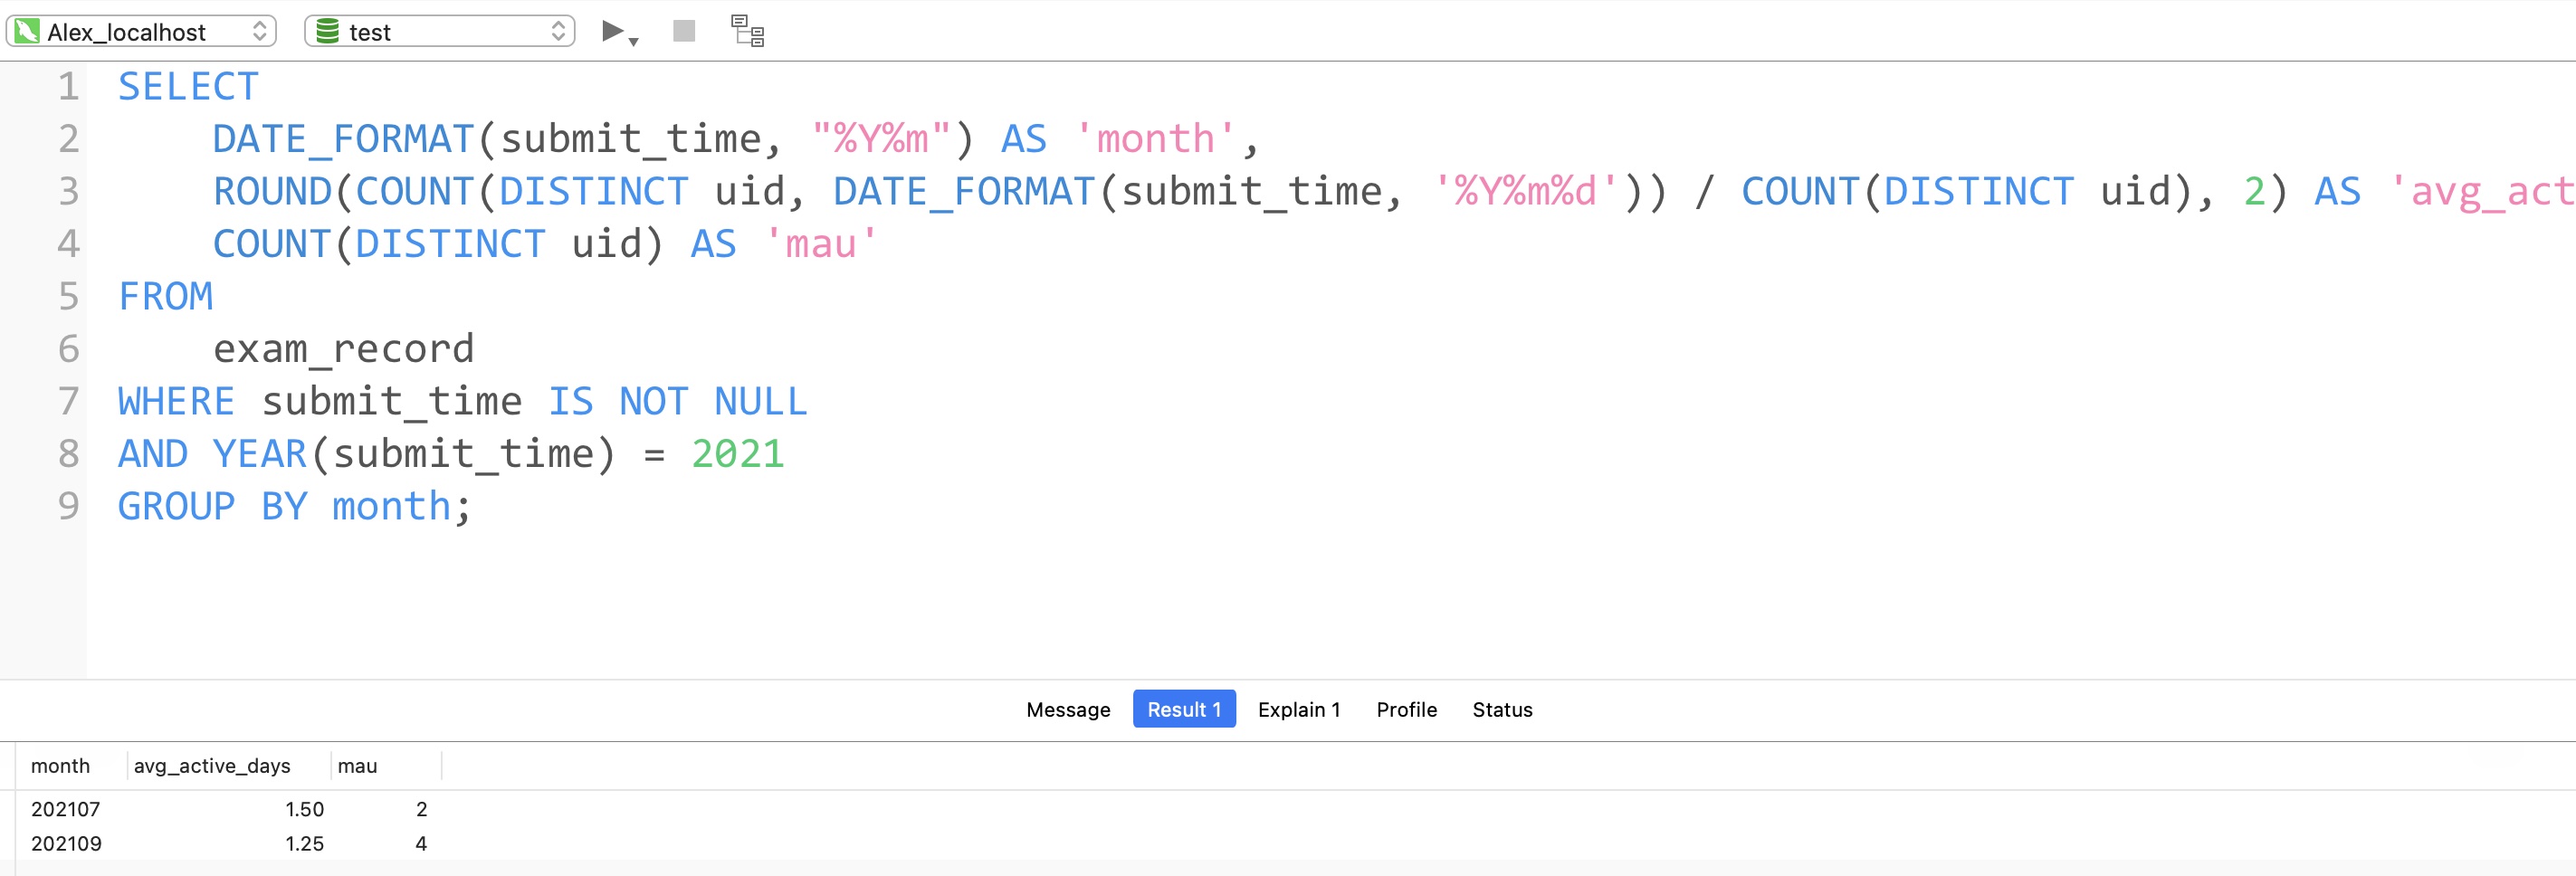 Alex_localhost test
1 SELECT
2 DATE_FORMAT(submit_time, "%Y%m") AS 'month',
3 ROUND(COUNT(DISTINCT uid, DATE_FORMAT(submit_time, '%Y%m%d')) / COUNT(DISTINCT uid), 2) AS 'avg_act
4 COUNT(DISTINCT uid) AS 'mau'
5 FROM
6 exam_record
7 WHERE submit_time IS NOT NULL
8 AND YEAR(submit_time) = 2021
9 GROUP BY month;
Message Result 1 Explain 1 Profile Status
month avg_active_days mau
202107 1.50 2
202109 1.25 4